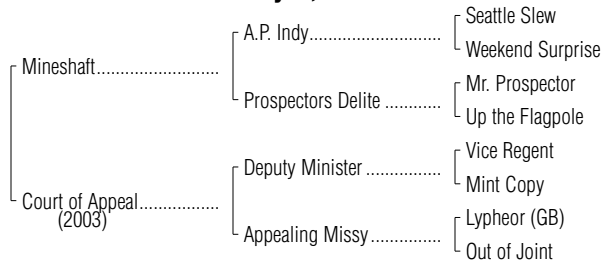 Seattle Slew
A.P. Indy........................
Weekend Surprise
Mineshaft........................
Mr. Prospector
Prospectors Delite ...........
Up the Flagpole
Vice Regent
Deputy Minister ...............
Mint Copy
Court of Appeal................
(2003)
Lypheor (GB)
Appealing Missy..............
Out of Joint